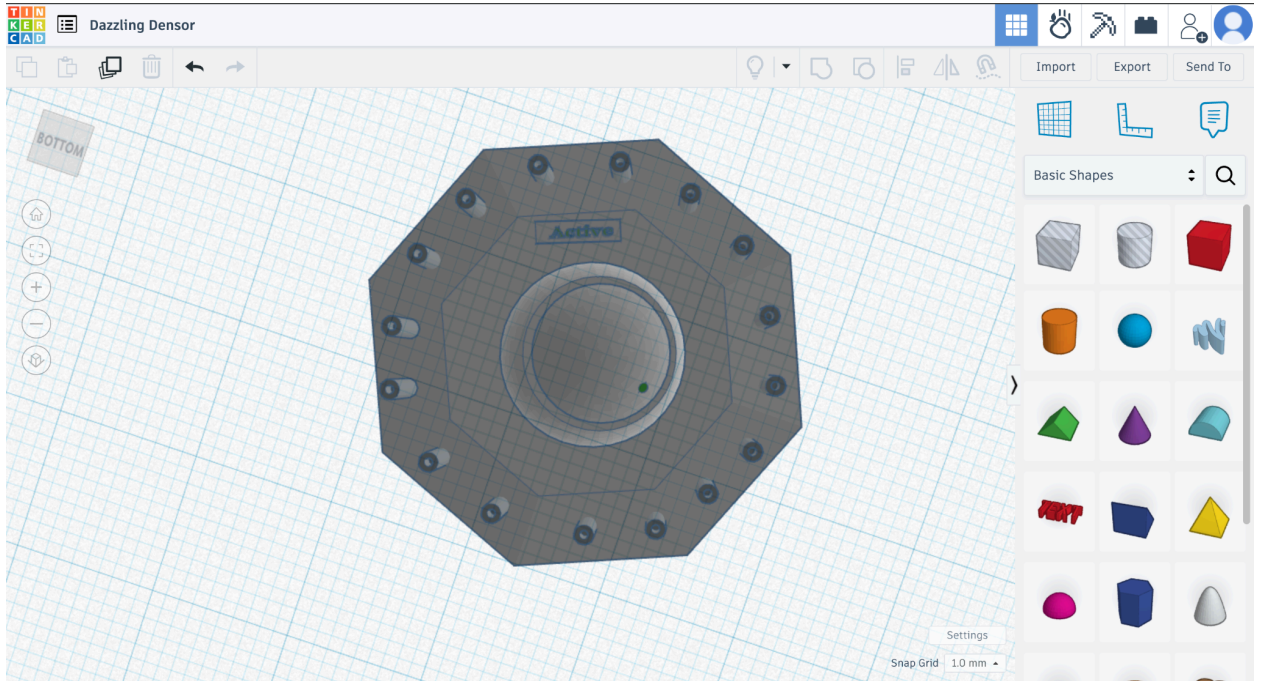 TIN
KER
CAD
Dazzling Densor
Import
Export
Send To
BOTTOM
Basic Shapes
Active
TEXT
Settings
Snap Grid 1.0 mm